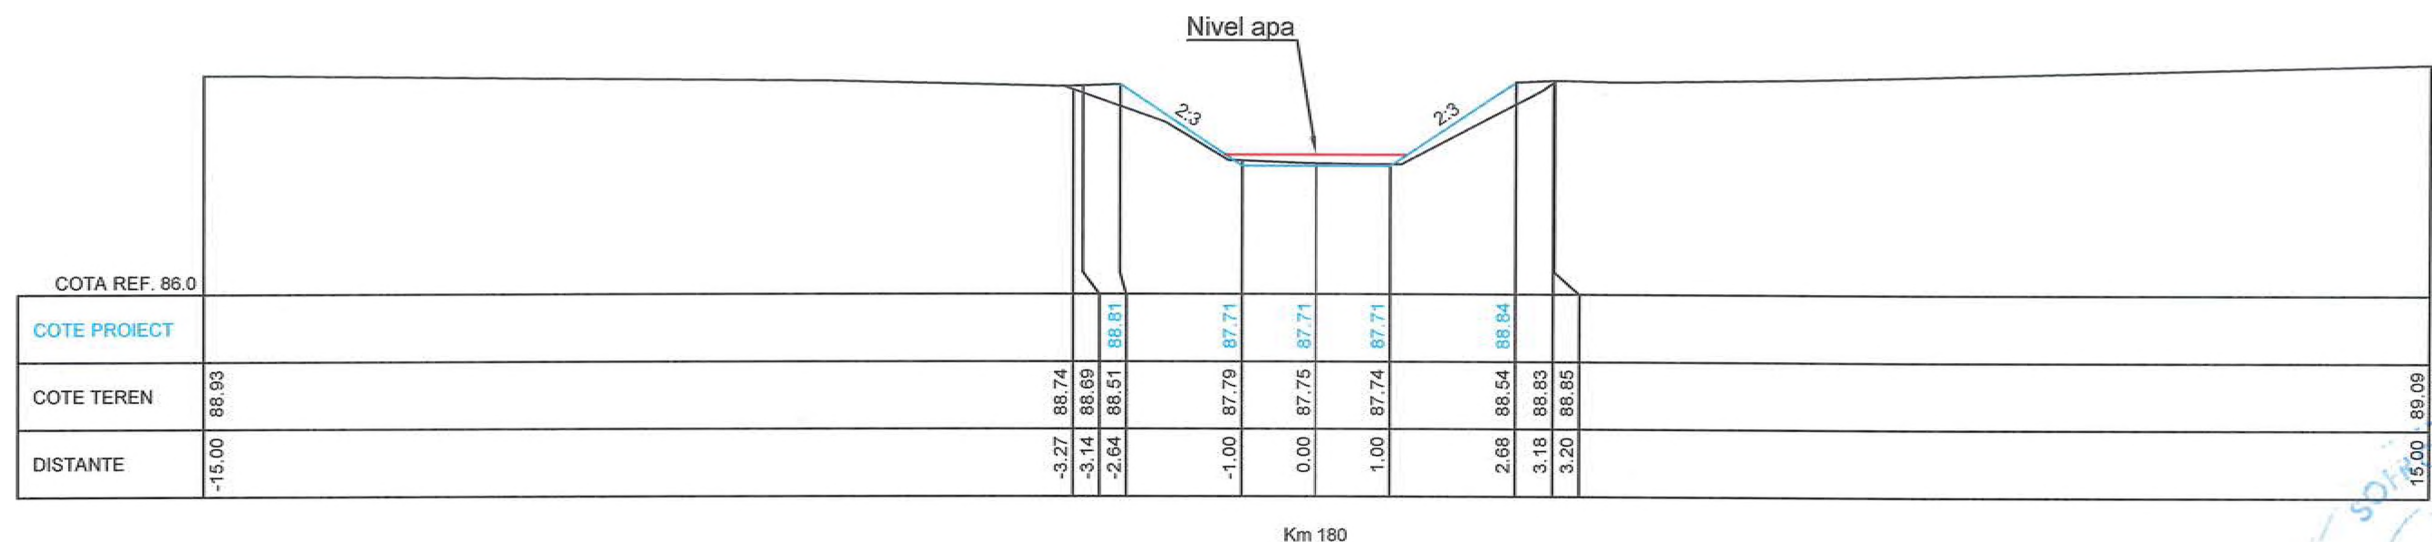 Nivel apa
2:3
2:3
COTA REF. 86.0
COTE PROIECT 88.81 87.71 87.71 87.71 88.84
COTE TEREN 88.93 88.74 88.69 88.51 87.79 87.75 87.74 88.54 88.83 88.85 89.09
DISTANTE -15.00 -3.27 -3.14 -2.64 -1.00 0.00 1.00 2.68 3.18 3.20 15.00
Km 180